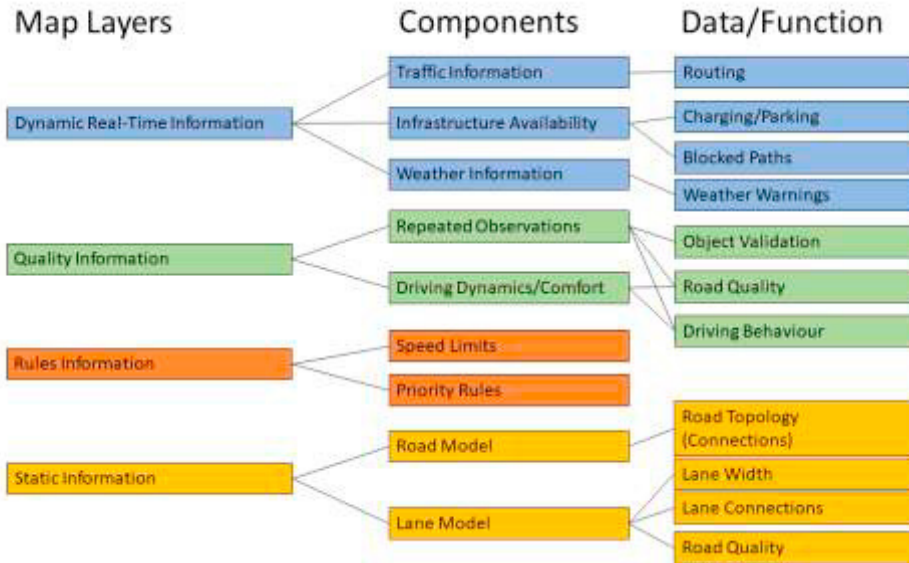 Map Layers
Components
Data/Function
Dynamic Real-Time Information
Traffic Information
Routing
Infrastructure Availability
Charging/Parking
Blocked Paths
Weather Information
Weather Warnings
Quality Information
Repeated Observations
Object Validation
Driving Dynamics/Comfort
Road Quality
Driving Behaviour
Rules Information
Speed Limits
Priority Rules
Static Information
Road Model
Road Topology
(Connections)
Lane Model
Lane Width
Lane Connections
Road Quality